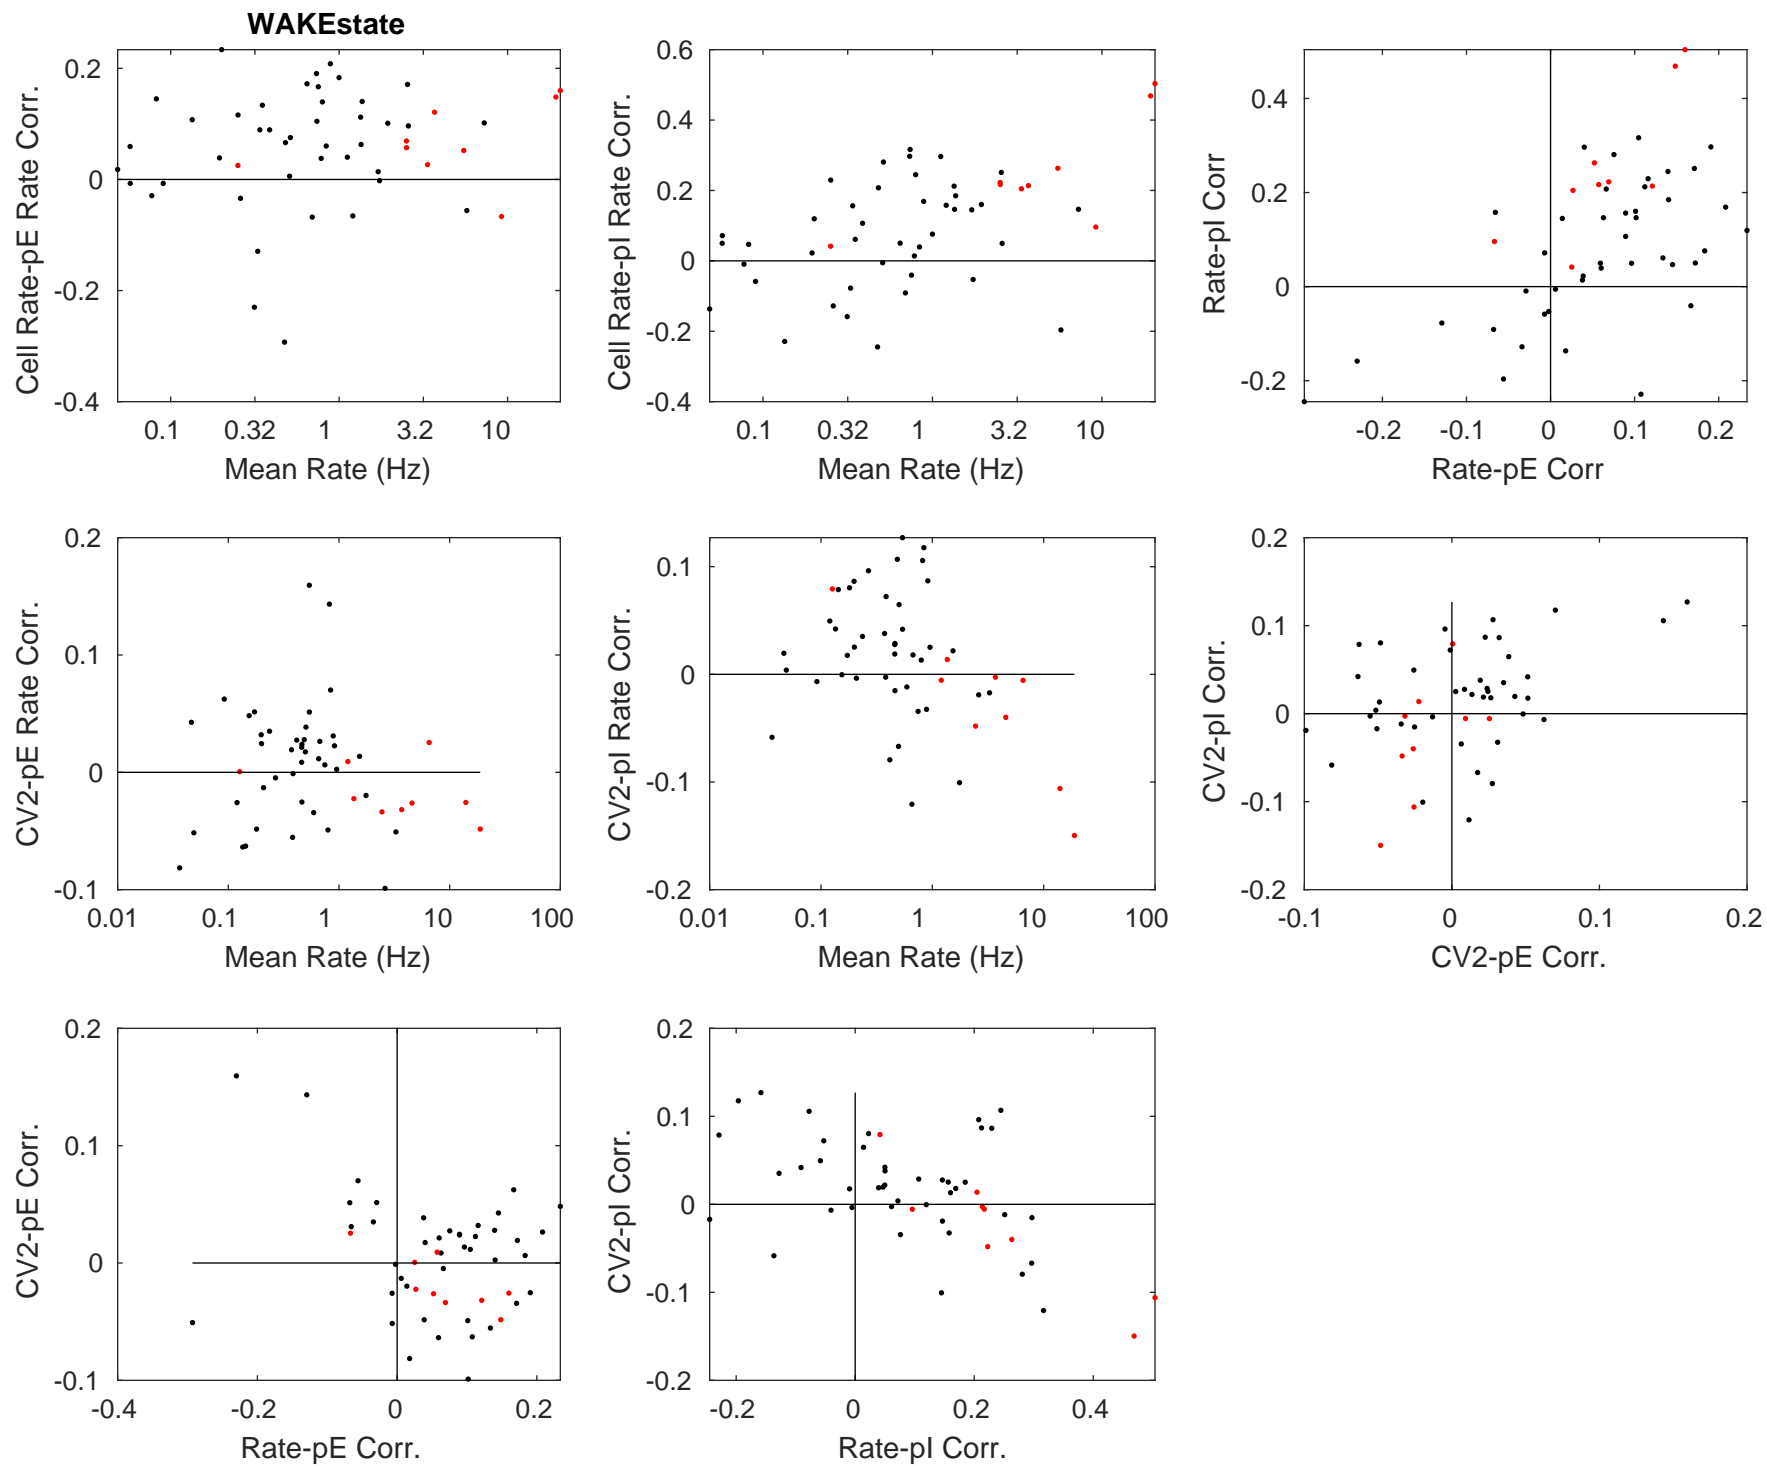 WAKEstate
0.2
0
-0.2
-0.4
Cell Rate-pE Rate Corr.
0.1 0.32 1 3.2 10
Mean Rate (Hz)
0.6
0.4
0.2
0
-0.2
-0.4
Cell Rate-pI Rate Corr.
0.1 0.32 1 3.2 10
Mean Rate (Hz)
0.4
0.2
0
-0.2
Rate-pI Corr
-0.2 -0.1 0 0.1 0.2
Rate-pE Corr
0.2
0.1
0
-0.1
CV2-pE Rate Corr.
0.01 0.1 1 10 100
Mean Rate (Hz)
0.1
0
-0.1
-0.2
CV2-pI Rate Corr.
0.01 0.1 1 10 100
Mean Rate (Hz)
0.2
0.1
0
-0.1
-0.2
CV2-pI Corr.
-0.1 0 0.1 0.2
CV2-pE Corr.
0.2
0.1
0
-0.1
CV2-pE Corr.
-0.4 -0.2 0 0.2
Rate-pE Corr.
0.2
0.1
0
-0.1
-0.2
CV2-pI Corr.
-0.2 0 0.2 0.4
Rate-pI Corr.